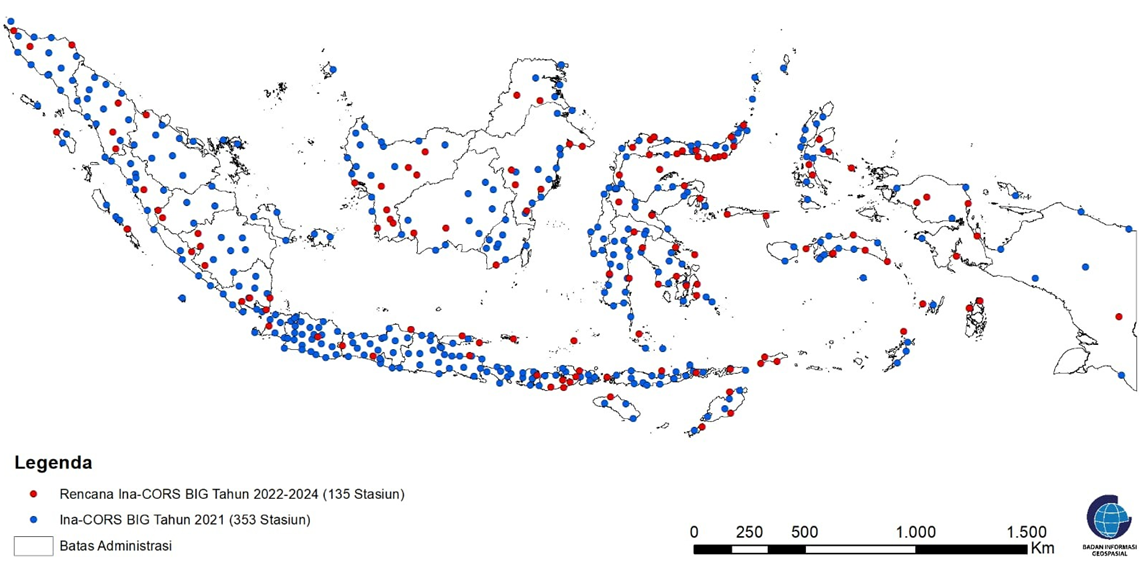 Legenda
Rencana Ina-CORS BIG Tahun 2022-2024 (135 Stasiun)
Ina-CORS BIG Tahun 2021 (353 Stasiun)
Batas Administrasi
0 250 500 1.000 1.500
Km
BADAN INFORMASI
GEOSPASIAL